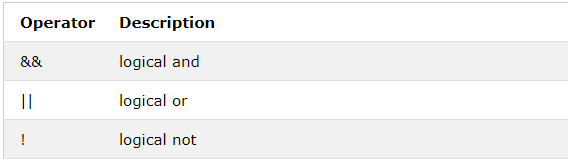 Operator Description
&& logical and
|| logical or
! logical not